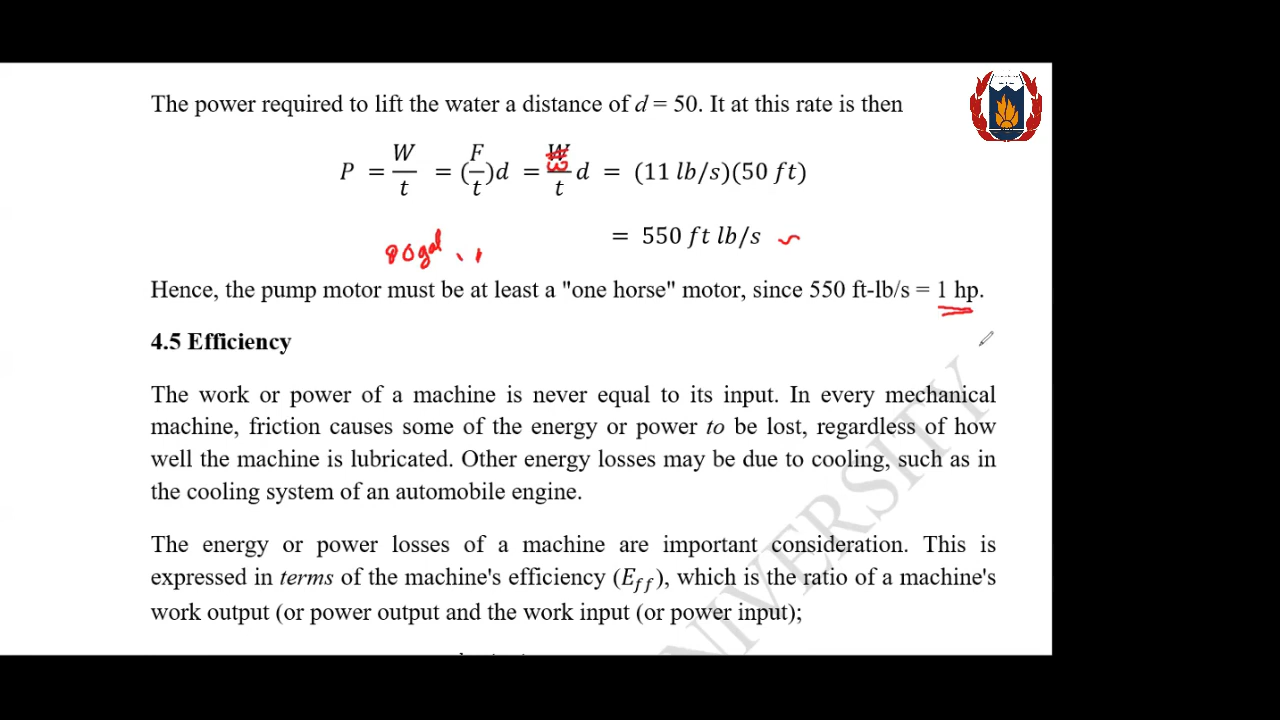 The power required to lift the water a distance of d = 50. It at this rate is then
P = W/t = (F/t)d = ω/t d = (11 lb/s)(50 ft)
= 550 ft lb/s
80gal
Hence, the pump motor must be at least a "one horse" motor, since 550 ft-lb/s = 1 hp.
4.5 Efficiency
The work or power of a machine is never equal to its input. In every mechanical
machine, friction causes some of the energy or power to be lost, regardless of how
well the machine is lubricated. Other energy losses may be due to cooling, such as in
the cooling system of an automobile engine.
The energy or power losses of a machine are important consideration. This is
expressed in terms of the machine's efficiency (E_ff), which is the ratio of a machine's
work output (or power output and the work input (or power input);
NIVERSITY